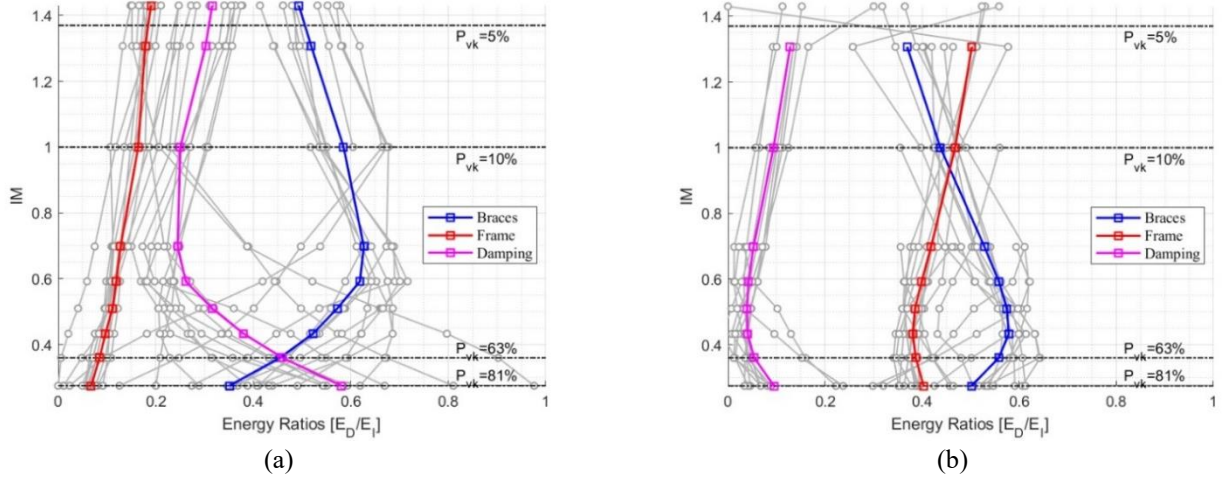 1.4
P_vk=5%
1.2
1
P_vk=10%
IM
0.8
Braces
Frame
Damping
0.6
0.4
P_vk=63%
P_vk=81%
0 0.2 0.4 0.6 0.8 1
Energy Ratios [E_D/E_I]
(a)
1.4
P_vk=5%
1.2
1
P_vk=10%
IM
0.8
Braces
Frame
Damping
0.6
0.4
P_vk=63%
P_vk=81%
0 0.2 0.4 0.6 0.8 1
Energy Ratios [E_D/E_I]
(b)